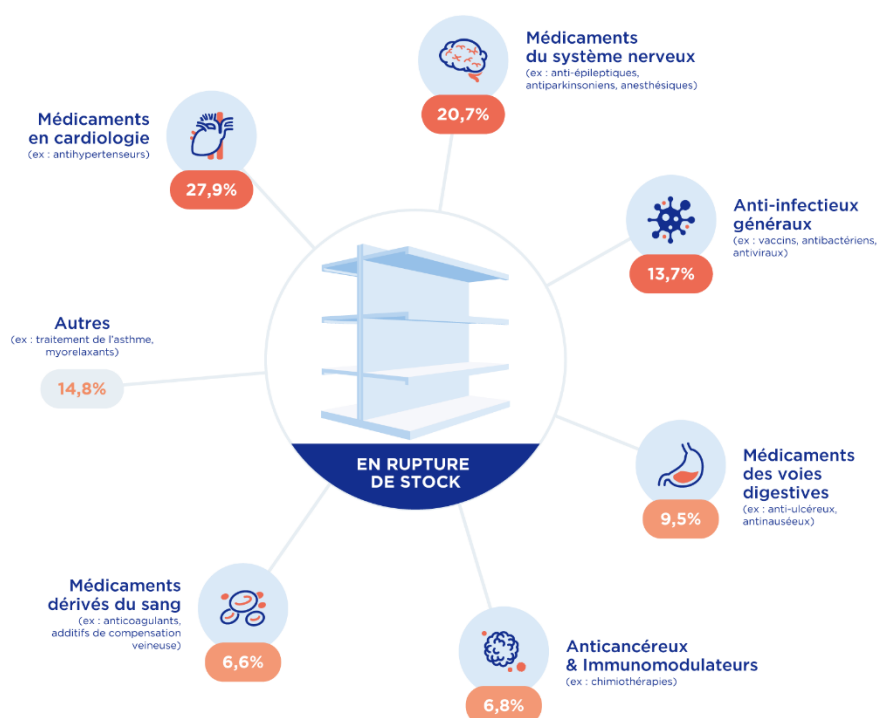 Médicaments
du système nerveux
(ex : anti-épileptiques,
antiparkinsoniens, anesthésiques)
20,7%
Médicaments
en cardiologie
(ex : antihypertenseurs)
27,9%
Anti-infectieux
généraux
(ex : vaccins, antibactériens,
antiviraux)
13,7%
Autres
(ex : traitement de l'asthme,
myorelaxants)
14,8%
EN RUPTURE
DE STOCK
Médicaments
des voies
digestives
(ex : anti-ulcéreux,
antinauséeux)
9,5%
Médicaments
dérivés du sang
(ex : anticoagulants,
additifs de compensation
veineuse)
6,6%
Anticancéreux
& Immunomodulateurs
(ex : chimiothérapies)
6,8%